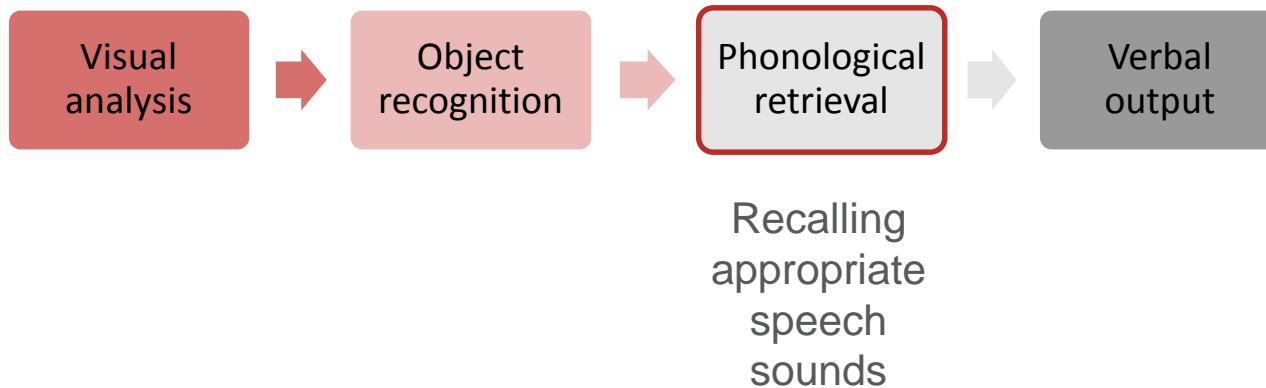 Visual
analysis
Object
recognition
Phonological
retrieval
Verbal
output
Recalling
appropriate
speech
sounds